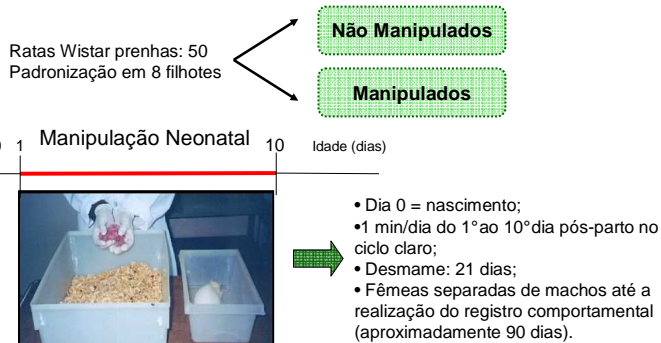 Não Manipulados
Ratas Wistar prenhas: 50
Padronização em 8 filhotes
Manipulados
0 1 Manipulação Neonatal 10 Idade (dias)
• Dia 0 = nascimento;
•1 min/dia do 1°ao 10°dia pós-parto no
ciclo claro;
• Desmame: 21 dias;
• Fêmeas separadas de machos até a
realização do registro comportamental
(aproximadamente 90 dias).